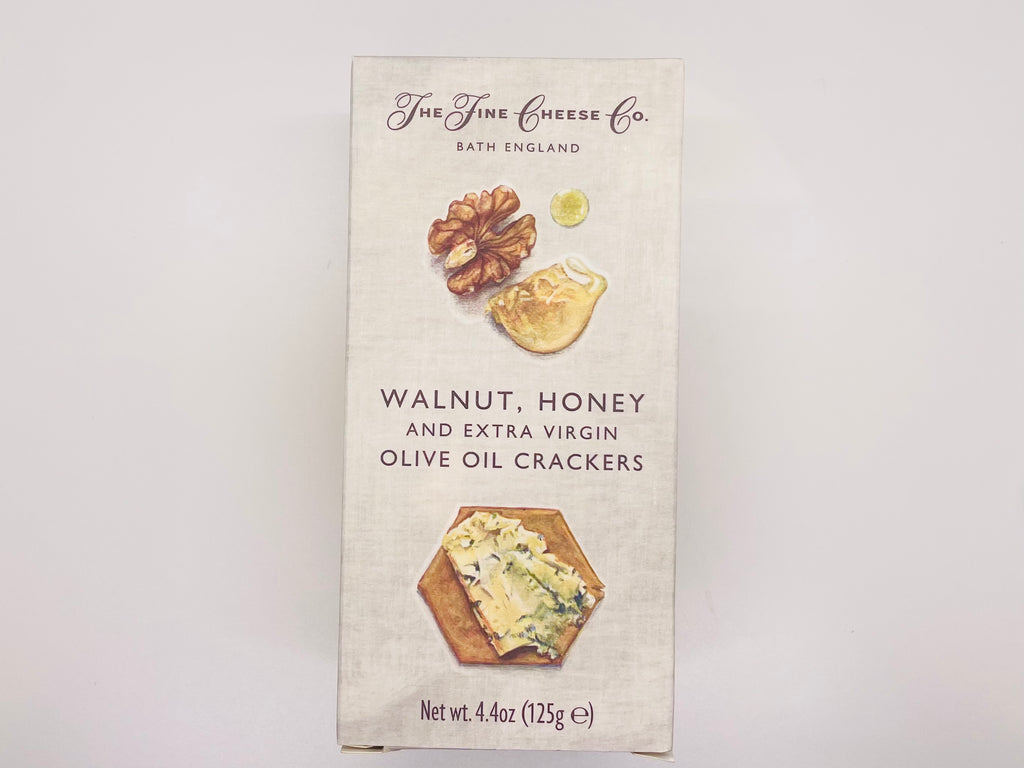 The Fine Cheese Co.
BATH ENGLAND
WALNUT, HONEY
AND EXTRA VIRGIN
OLIVE OIL CRACKERS
Net wt. 4.4oz (125g ℮)